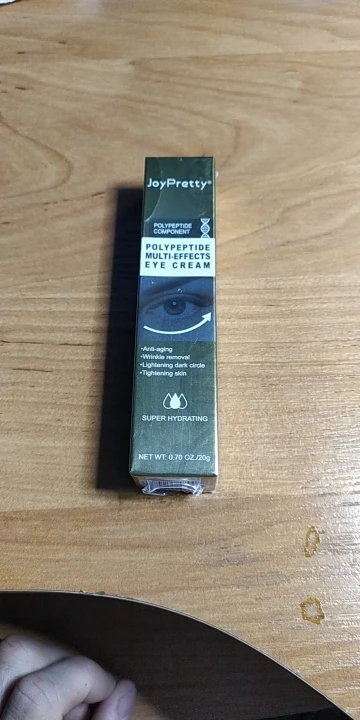 JoyPretty®
POLYPEPTIDE
COMPONENT
POLYPEPTIDE
MULTI-EFFECTS
EYE CREAM
•Anti-aging
•Wrinkle removal
•Lightening dark circle
•Tightening skin
SUPER HYDRATING
NET WT: 0.70 OZ./20g